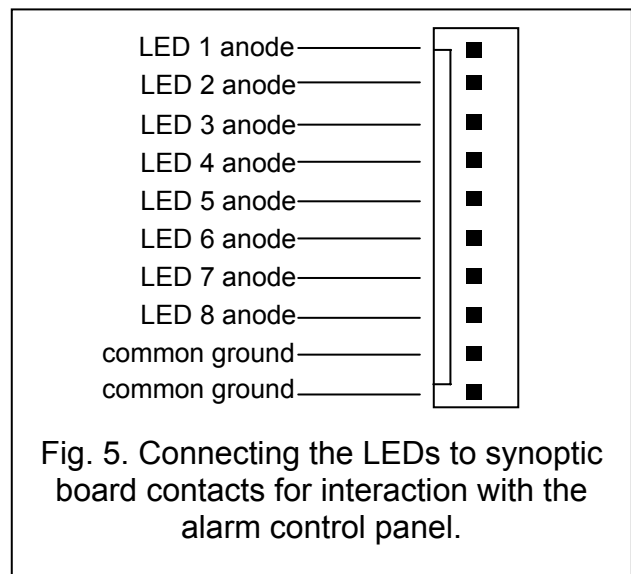 LED 1 anode
LED 2 anode
LED 3 anode
LED 4 anode
LED 5 anode
LED 6 anode
LED 7 anode
LED 8 anode
common ground
common ground
Fig. 5. Connecting the LEDs to synoptic
board contacts for interaction with the
alarm control panel.